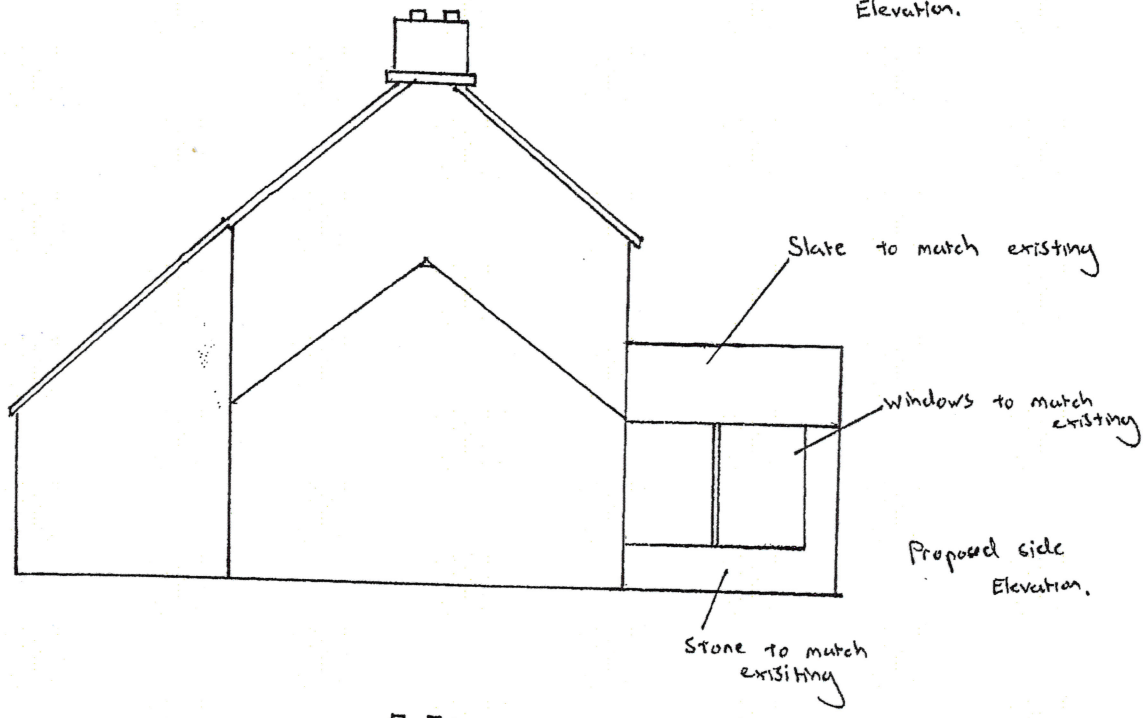 Elevation.
Slate to match existing
Windows to match
existing
Proposed side
Elevation.
Stone to match
exisiting